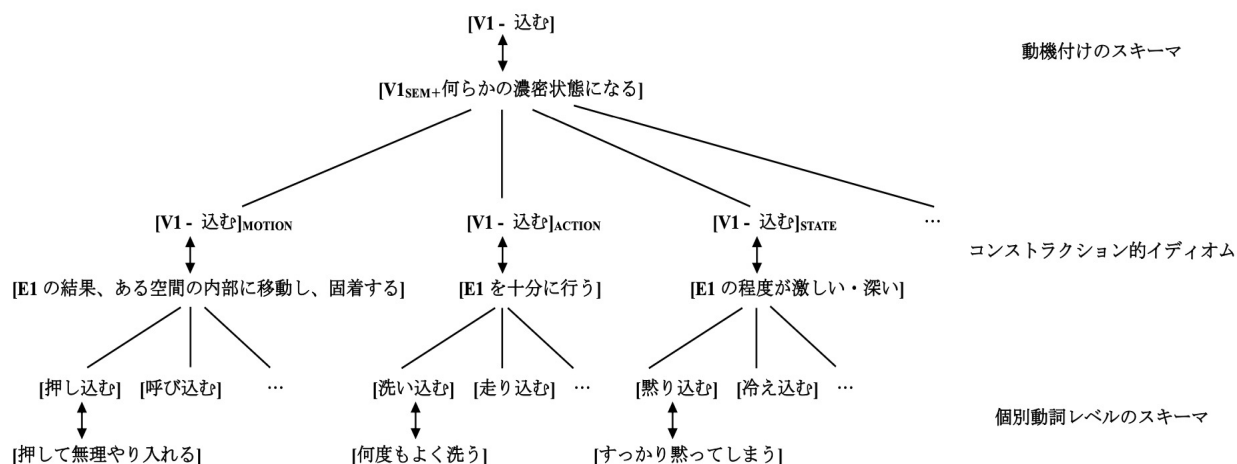 [V1 - 込む]
動機付けのスキーマ
[V1SEM+何らかの濃密状態になる]
[V1 - 込む]MOTION [V1 - 込む]ACTION [V1 - 込む]STATE …
コンストラクション的イディオム
[E1 の結果、ある空間の内部に移動し、固着する] [E1 を十分に行う] [E1 の程度が激しい・深い]
[押し込む] [呼び込む] … [洗い込む] [走り込む] … [黙り込む] [冷え込む] …
個別動詞レベルのスキーマ
[押して無理やり入れる] [何度もよく洗う] [すっかり黙ってしまう]